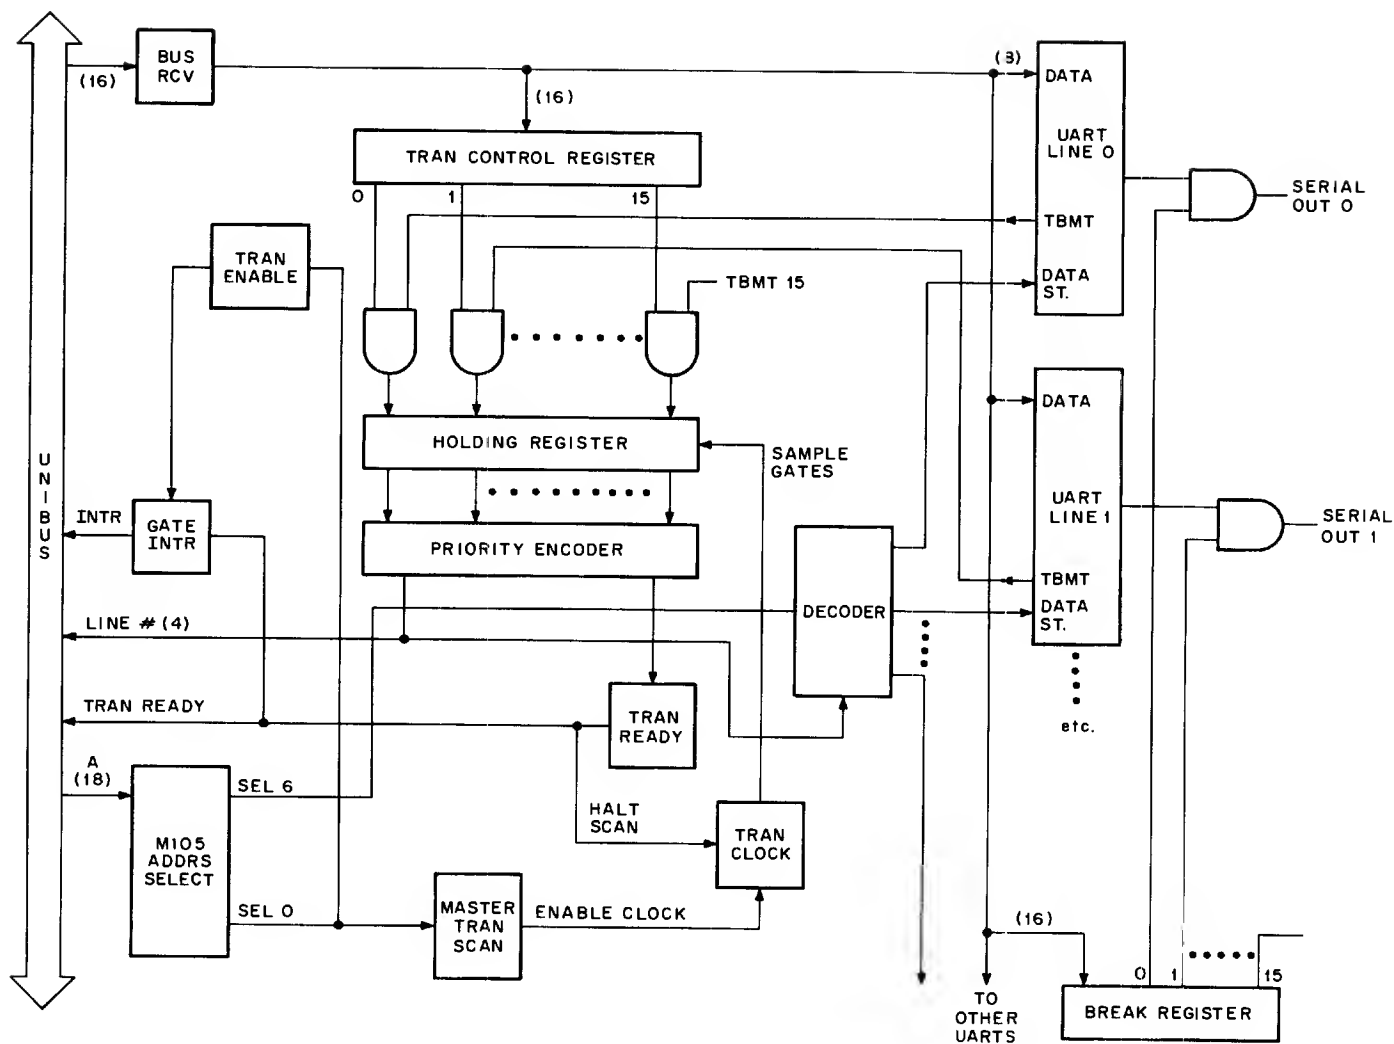 BUS
RCV
(16)
(16)
(8)
DATA
UART
LINE 0
TBMT
DATA
ST.
SERIAL
OUT 0
TRAN CONTROL REGISTER
0
1
15
TRAN
ENABLE
TBMT 15
HOLDING REGISTER
SAMPLE
GATES
PRIORITY ENCODER
UNIBUS
INTR
GATE
INTR
LINE # (4)
TRAN READY
TRAN
READY
DECODER
DATA
UART
LINE 1
TBMT
DATA
ST.
SERIAL
OUT 1
etc.
A
(18)
M105
ADDRS
SELECT
SEL 6
SEL 0
HALT
SCAN
TRAN
CLOCK
MASTER
TRAN
SCAN
ENABLE CLOCK
(16)
TO
OTHER
UARTS
0
1
15
BREAK REGISTER